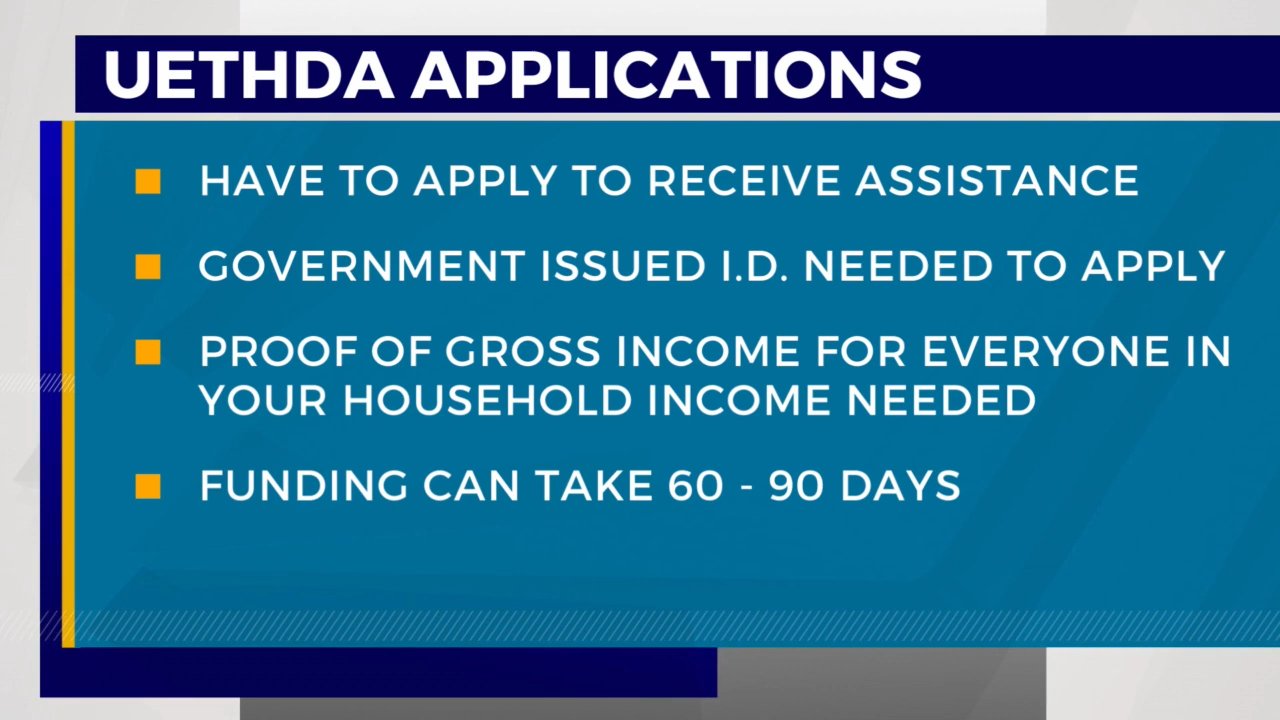 UETHDA APPLICATIONS
HAVE TO APPLY TO RECEIVE ASSISTANCE
GOVERNMENT ISSUED I.D. NEEDED TO APPLY
PROOF OF GROSS INCOME FOR EVERYONE IN
YOUR HOUSEHOLD INCOME NEEDED
FUNDING CAN TAKE 60 - 90 DAYS